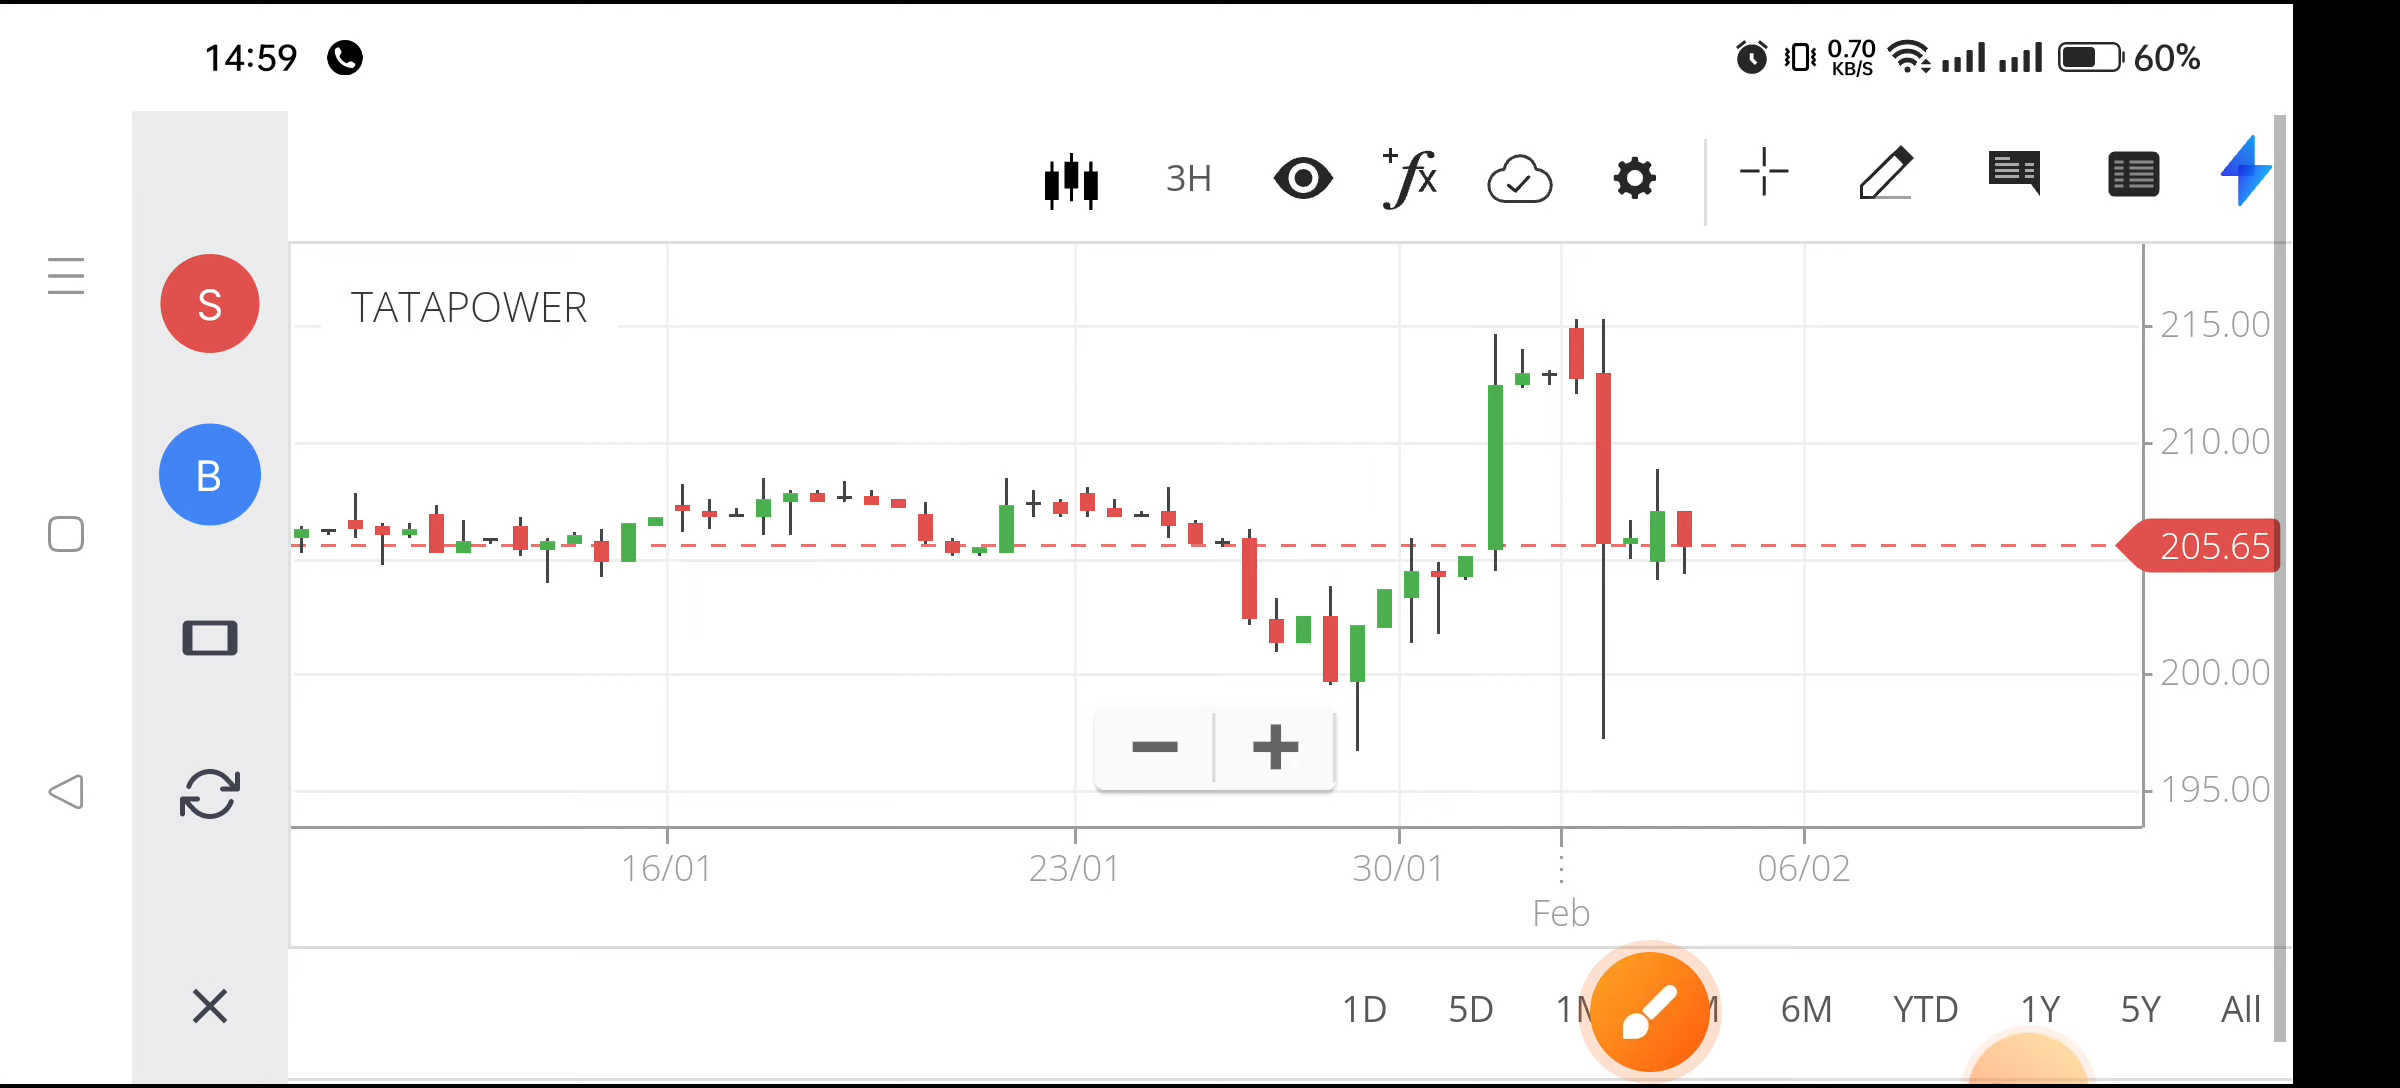 14:59
0.70
KB/S
60%
3H
+fx
S
TATAPOWER
215.00
B
210.00
205.65
200.00
195.00
16/01
23/01
30/01
06/02
Feb
1D
5D
6M
YTD
1Y
5Y
All